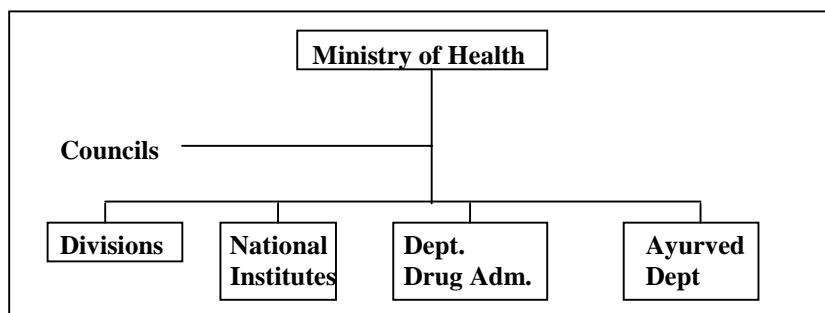 Ministry of Health
Councils
Divisions
National
Institutes
Dept.
Drug Adm.
Ayurved
Dept